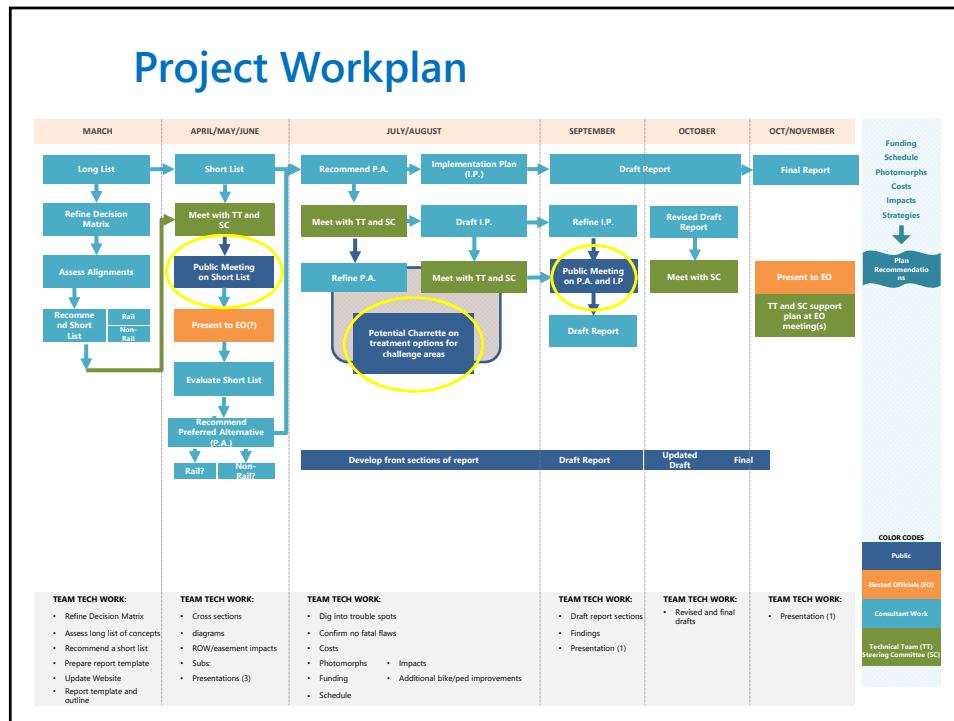 Project Workplan
MARCH
APRIL/MAY/JUNE
JULY/AUGUST
SEPTEMBER
OCTOBER
OCT/NOVEMBER
Long List
Short List
Recommend P.A.
Implementation Plan
(I.P.)
Draft Report
Final Report
Refine Decision
Matrix
Meet with TT and
SC
Meet with TT and SC
Draft I.P.
Refine I.P.
Revised Draft
Report
Assess Alignments
Public Meeting
on Short List
Refine P.A.
Meet with TT and SC
Public Meeting
on P.A. and I.P
Meet with SC
Present to EO
Recomme
nd Short
List
Rail
Non-
Rail
Present to EO(?)
Potential Charrette on
treatment options for
challenge areas
Draft Report
TT and SC support
plan at EO
meeting(s)
Evaluate Short List
Recommend
Preferred Alternative
(P.A.)
Rail?
Non-
Rail?
Develop front sections of report
Draft Report
Updated
Draft
Final
Funding
Schedule
Photomorphs
Costs
Impacts
Strategies
Plan
Recommendatio
ns
COLOR CODES
Public
Elected Officials (EO)
Consultant Work
Technical Team (TT)
Steering Committee (SC)
TEAM TECH WORK:
• Refine Decision Matrix
• Assess long list of concepts
• Recommend a short list
• Prepare report template
• Update Website
• Report template and
outline
TEAM TECH WORK:
• Cross sections
• diagrams
• ROW/easement impacts
• Subs:
• Presentations (3)
TEAM TECH WORK:
• Dig into trouble spots
• Confirm no fatal flaws
• Costs
• Photomorphs
• Funding
• Schedule
• Impacts
• Additional bike/ped improvements
TEAM TECH WORK:
• Draft report sections
• Findings
• Presentation (1)
TEAM TECH WORK:
• Revised and final
drafts
TEAM TECH WORK:
• Presentation (1)